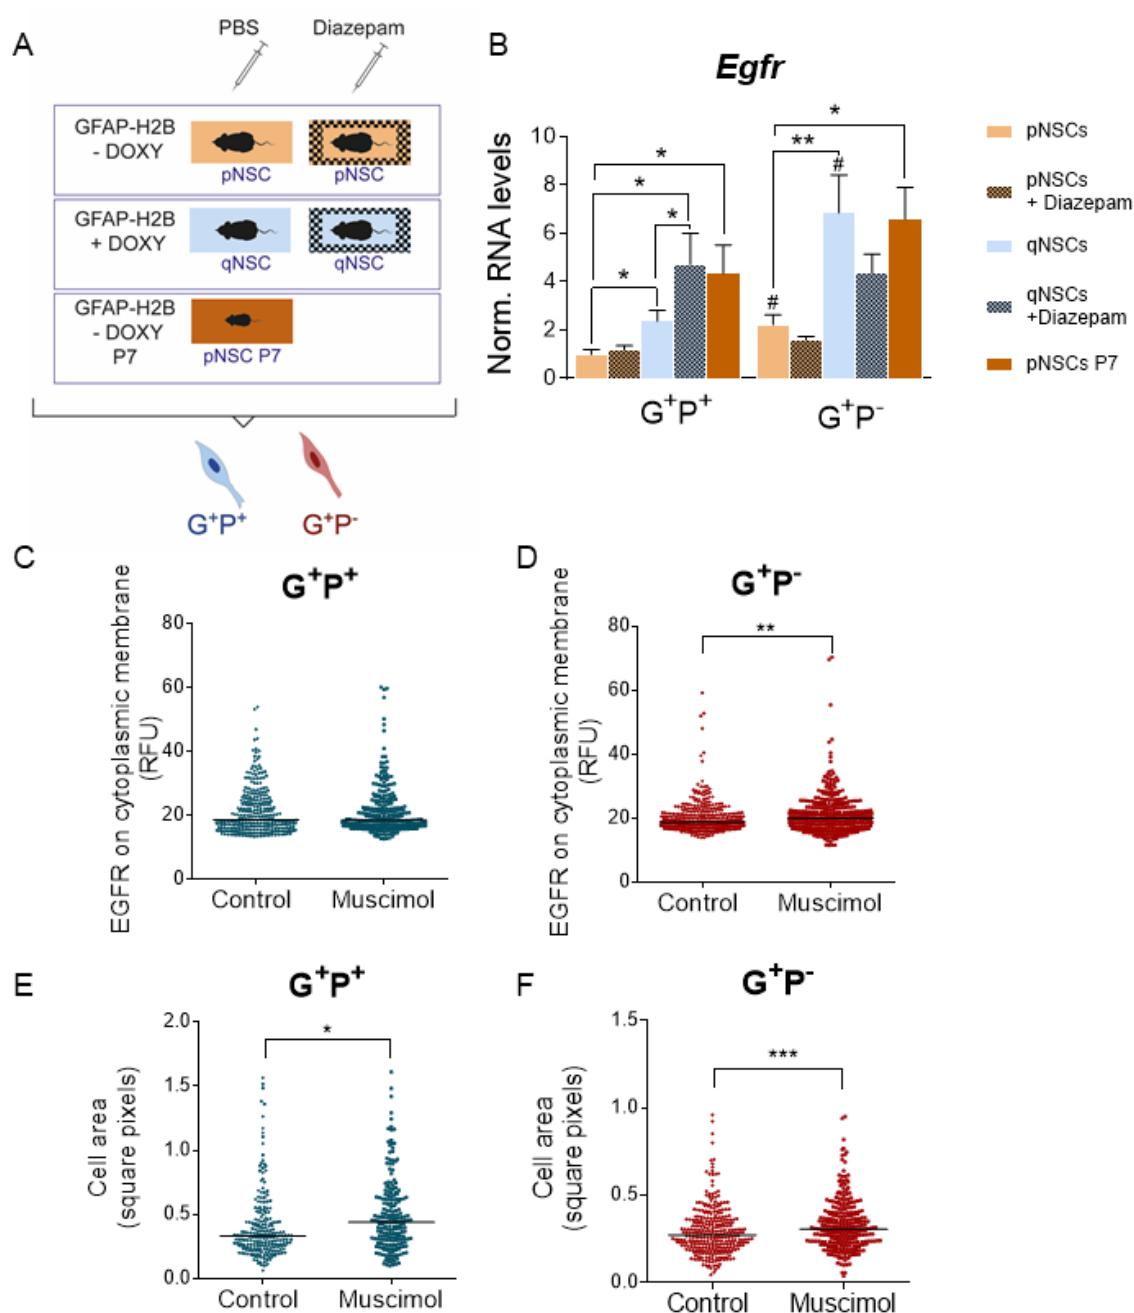 A
PBS
Diazepam
GFAP-H2B
- DOXY
pNSC
pNSC
GFAP-H2B
+ DOXY
qNSC
qNSC
GFAP-H2B
- DOXY
P7
pNSC P7
G⁺P⁺
G⁺P⁻
B
Egfr
Norm. RNA levels
10
8
6
4
2
0
*
*
*
*
#
**
*
#
G⁺P⁺
G⁺P⁻
pNSCs
pNSCs
+ Diazepam
qNSCs
qNSCs
+Diazepam
pNSCs P7
C
G⁺P⁺
EGFR on cytoplasmic membrane
(RFU)
80
60
40
20
0
Control
Muscimol
D
G⁺P⁻
EGFR on cytoplasmic membrane
(RFU)
80
60
40
20
0
**
Control
Muscimol
E
G⁺P⁺
Cell area
(square pixels)
2.0
1.5
1.0
0.5
0.0
*
Control
Muscimol
F
G⁺P⁻
Cell area
(square pixels)
1.5
1.0
0.5
0.0
***
Control
Muscimol